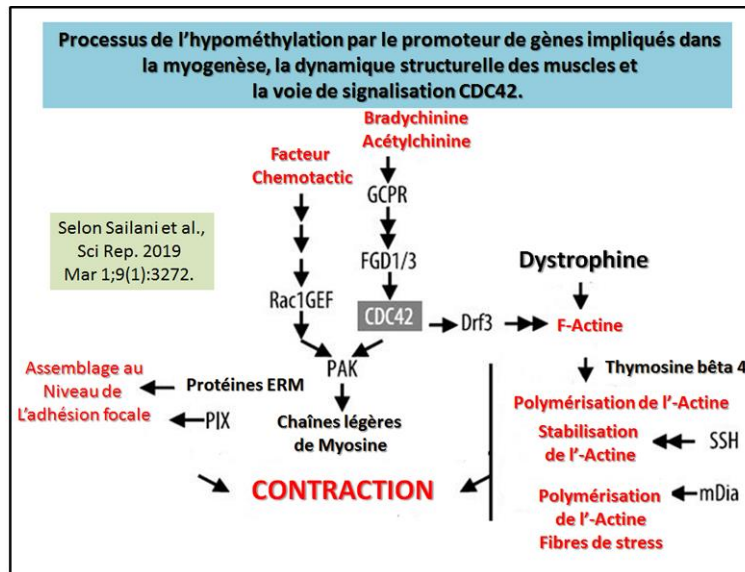 Processus de l’hypométhylation par le promoteur de gènes impliqués dans
la myogenèse, la dynamique structurelle des muscles et
la voie de signalisation CDC42.
Bradychinine
Acétylchinine
Facteur
Chemotactic
GCPR
Selon Sailani et al.,
Sci Rep. 2019
Mar 1;9(1):3272.
FGD1/3
Dystrophine
Rac1GEF
CDC42
Drf3
F-Actine
PAK
Thymosine bêta 4
Assemblage au
Niveau de
L’adhésion focale
Protéines ERM
PIX
Chaînes légères
de Myosine
Polymérisation de l’-Actine
Stabilisation
de l’-Actine
SSH
CONTRACTION
Polymérisation
de l’-Actine
Fibres de stress
mDia